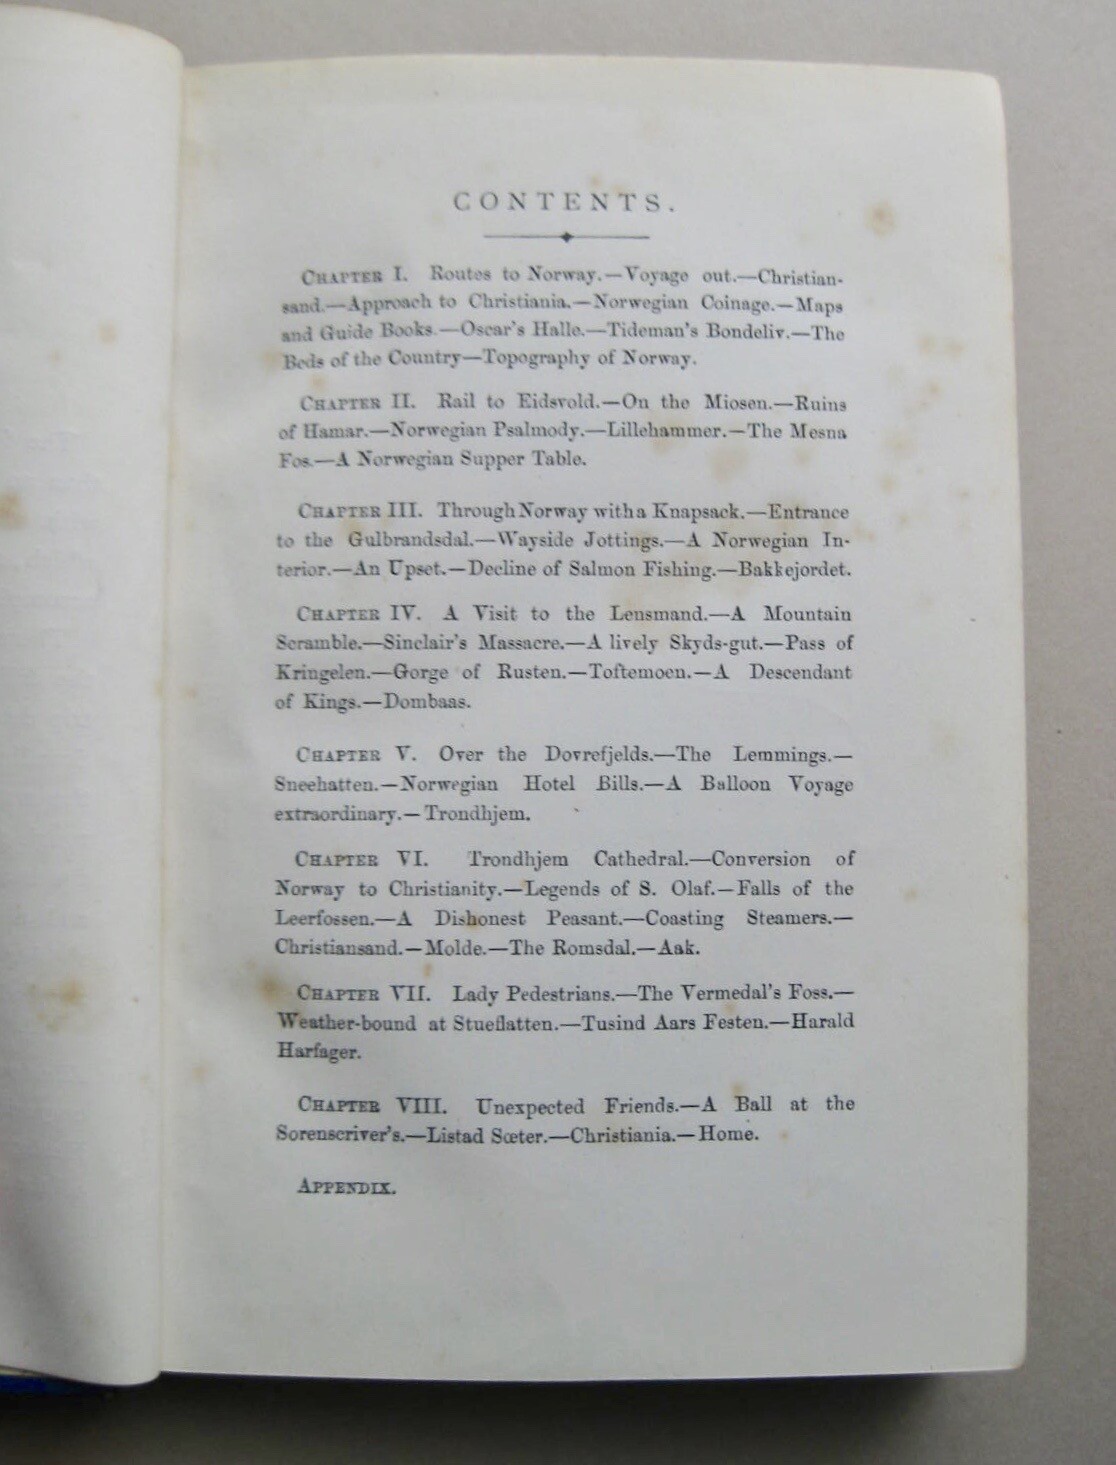 CONTENTS.
CHAPTER I. Routes to Norway.—Voyage out.—Christian-
sand.—Approach to Christiania.—Norwegian Coinage.—Maps
and Guide Books.—Oscar's Halle.—Tideman's Bondeliv.—The
Beds of the Country—Topography of Norway.
CHAPTER II. Rail to Eidsvold.—On the Miosen.—Ruins
of Hamar.—Norwegian Psalmody.—Lillehammer.—The Mesna
Fos.—A Norwegian Supper Table.
CHAPTER III. Through Norway with a Knapsack.—Entrance
to the Gulbrandsdal.—Wayside Jottings.—A Norwegian In-
terior.—An Upset.—Decline of Salmon Fishing.—Bakkejordet.
CHAPTER IV. A Visit to the Lensmand.—A Mountain
Scramble.—Sinclair's Massacre.—A lively Skyds-gut.—Pass of
Kringelen.—Gorge of Rusten.—Toftemoen.—A Descendant
of Kings.—Dombaas.
CHAPTER V. Over the Dovrefjelds.—The Lemmings.—
Sneehatten.—Norwegian Hotel Bills.—A Balloon Voyage
extraordinary.—Trondhjem.
CHAPTER VI. Trondhjem Cathedral.—Conversion of
Norway to Christianity.—Legends of S. Olaf.—Falls of the
Leerfossen.—A Dishonest Peasant.—Coasting Steamers.—
Christiansand.—Molde.—The Romsdal.—Aak.
CHAPTER VII. Lady Pedestrians.—The Vermedal's Foss.—
Weather-bound at Stueflatten.—Tusind Aars Festen.—Harald
Harfager.
CHAPTER VIII. Unexpected Friends.—A Ball at the
Sorenscriver's.—Listad Sœter.—Christiania.—Home.
APPENDIX.